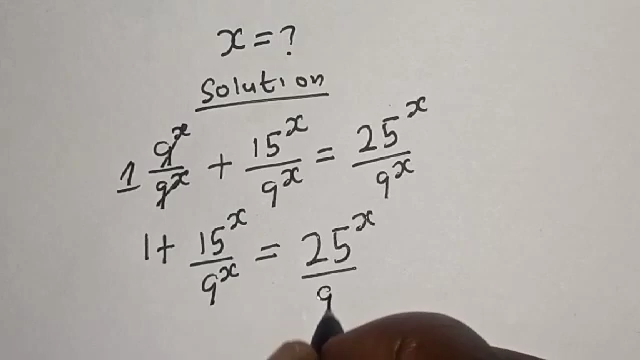 x = ?
Solution
1 9^x/9^x + 15^x/9^x = 25^x/9^x
1 + 15^x/9^x = 25^x/9